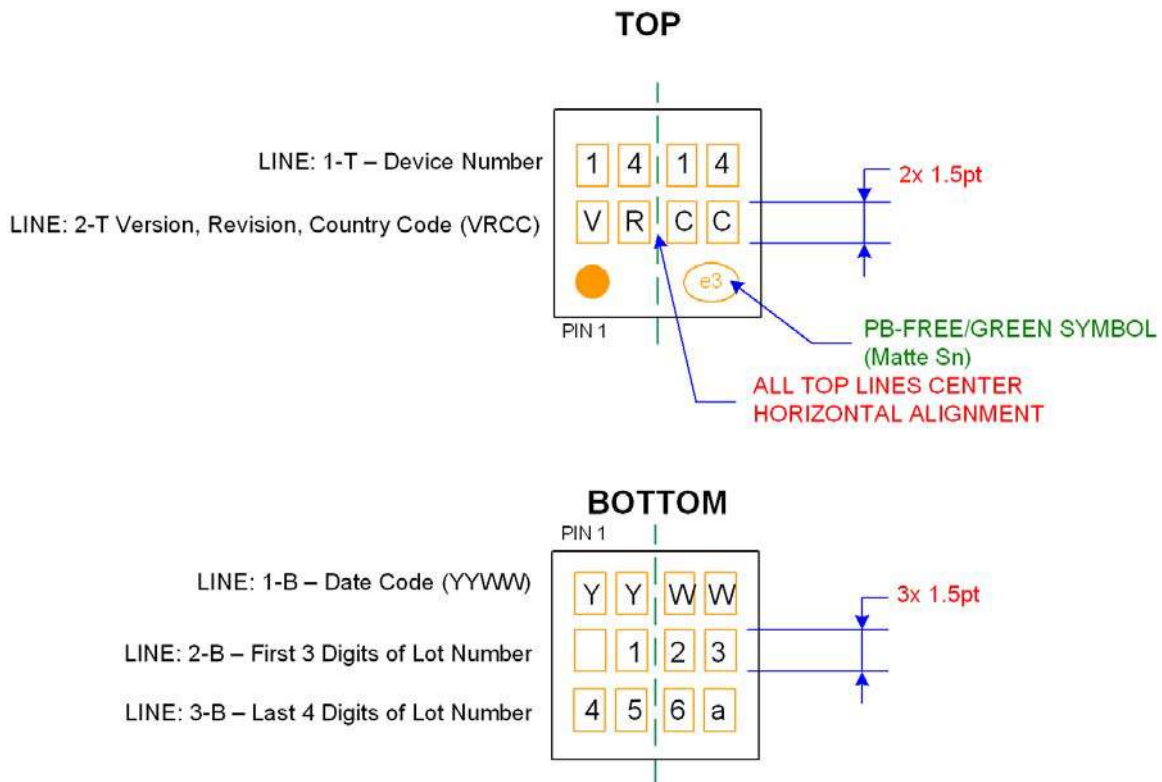 TOP
LINE: 1-T – Device Number
1 4 1 4
2x 1.5pt
LINE: 2-T Version, Revision, Country Code (VRCC)
V R C C
e3
PIN 1
PB-FREE/GREEN SYMBOL
(Matte Sn)
ALL TOP LINES CENTER
HORIZONTAL ALIGNMENT
BOTTOM
PIN 1
LINE: 1-B – Date Code (YYWW)
Y Y W W
3x 1.5pt
LINE: 2-B – First 3 Digits of Lot Number
1 2 3
LINE: 3-B – Last 4 Digits of Lot Number
4 5 6 a